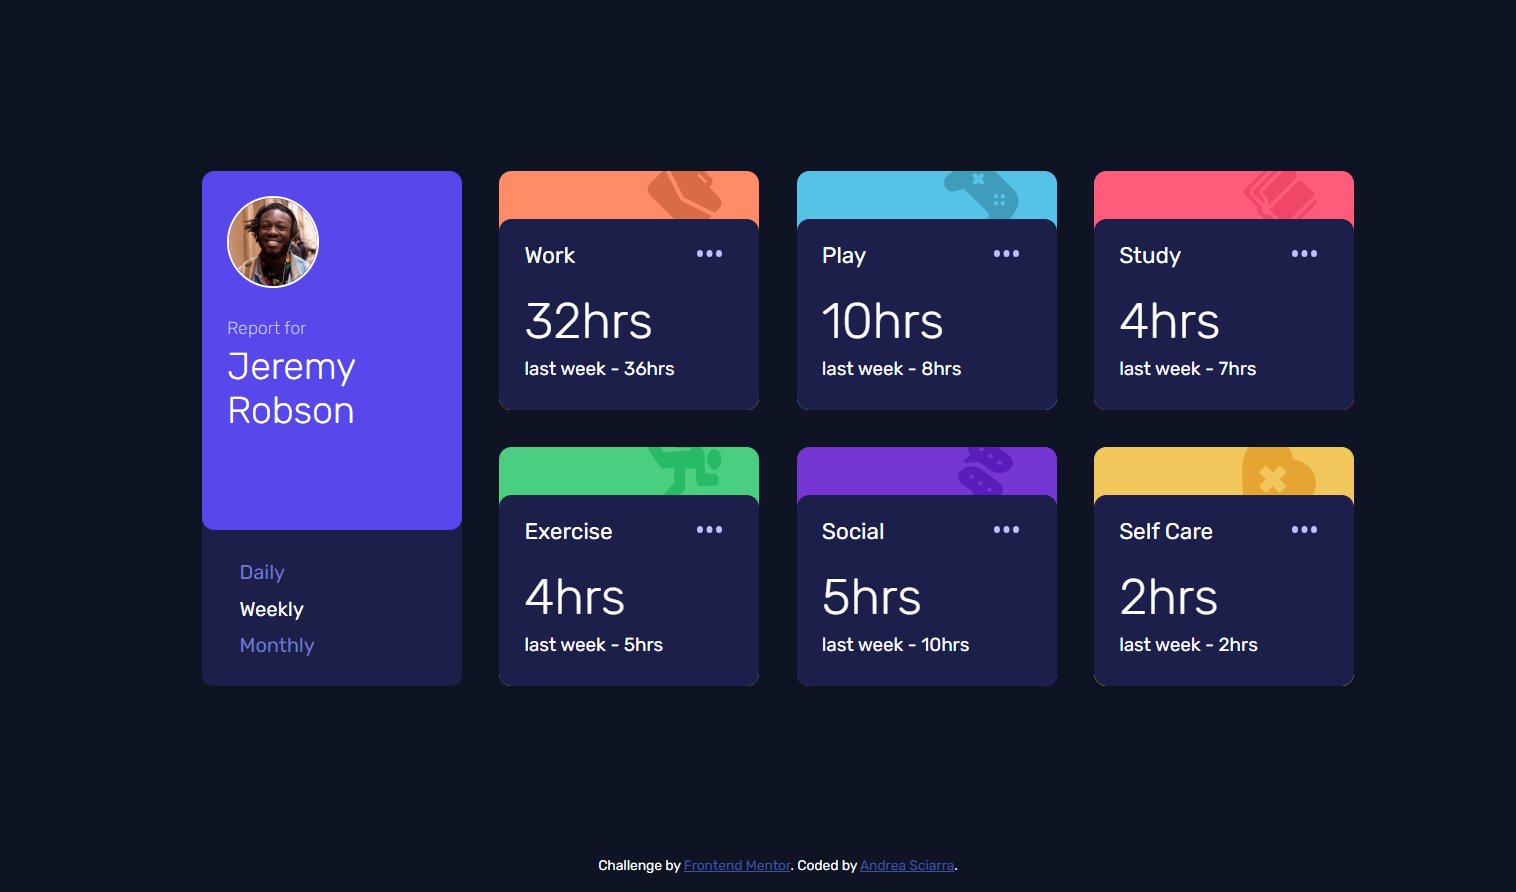 Report for
Jeremy
Robson
Daily
Weekly
Monthly
Work
32hrs
last week - 36hrs
Play
10hrs
last week - 8hrs
Study
4hrs
last week - 7hrs
Exercise
4hrs
last week - 5hrs
Social
5hrs
last week - 10hrs
Self Care
2hrs
last week - 2hrs
Challenge by Frontend Mentor. Coded by Andrea Sciarra.